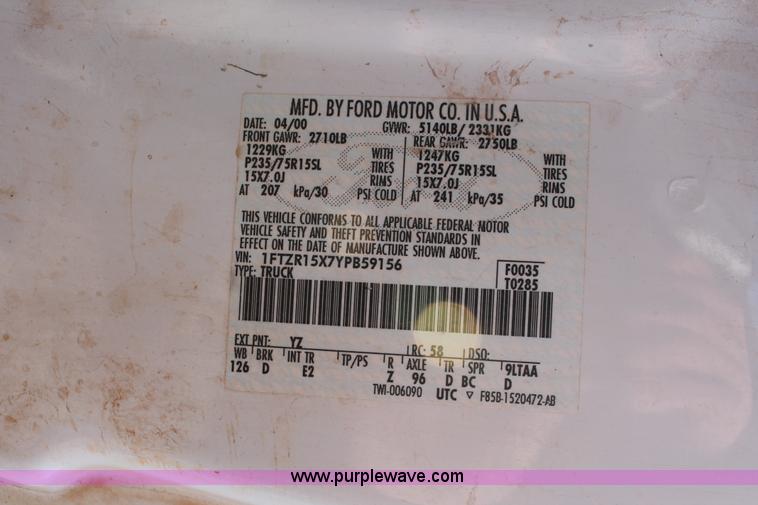 MFD. BY FORD MOTOR CO. IN U.S.A.
DATE: 04/00 GVWR: 5140LB/ 2331KG
FRONT GAWR: 2710LB REAR GAWR: 2750LB
1229KG WITH 1247KG WITH
P235/75R15SL TIRES P235/75R15SL TIRES
15X7.0J RIMS 15X7.0J RIMS
AT 207 kPa/30 PSI COLD AT 241 kPa/35 PSI COLD
THIS VEHICLE CONFORMS TO ALL APPLICABLE FEDERAL MOTOR
VEHICLE SAFETY AND THEFT PREVENTION STANDARDS IN
EFFECT ON THE DATE OF MANUFACTURE SHOWN ABOVE.
VIN: 1FTZR15X7YPB59156 F0035
TYPE: TRUCK T0285
EXT PNT: YZ RC: 58 DSO:
WB BRK INT TR TP/PS R AXLE TR SPR 9LTAA
126 D E2 Z 96 D BC D
TWI-006090 UTC ▽ F85B-1520472-AB
www.purplewave.com